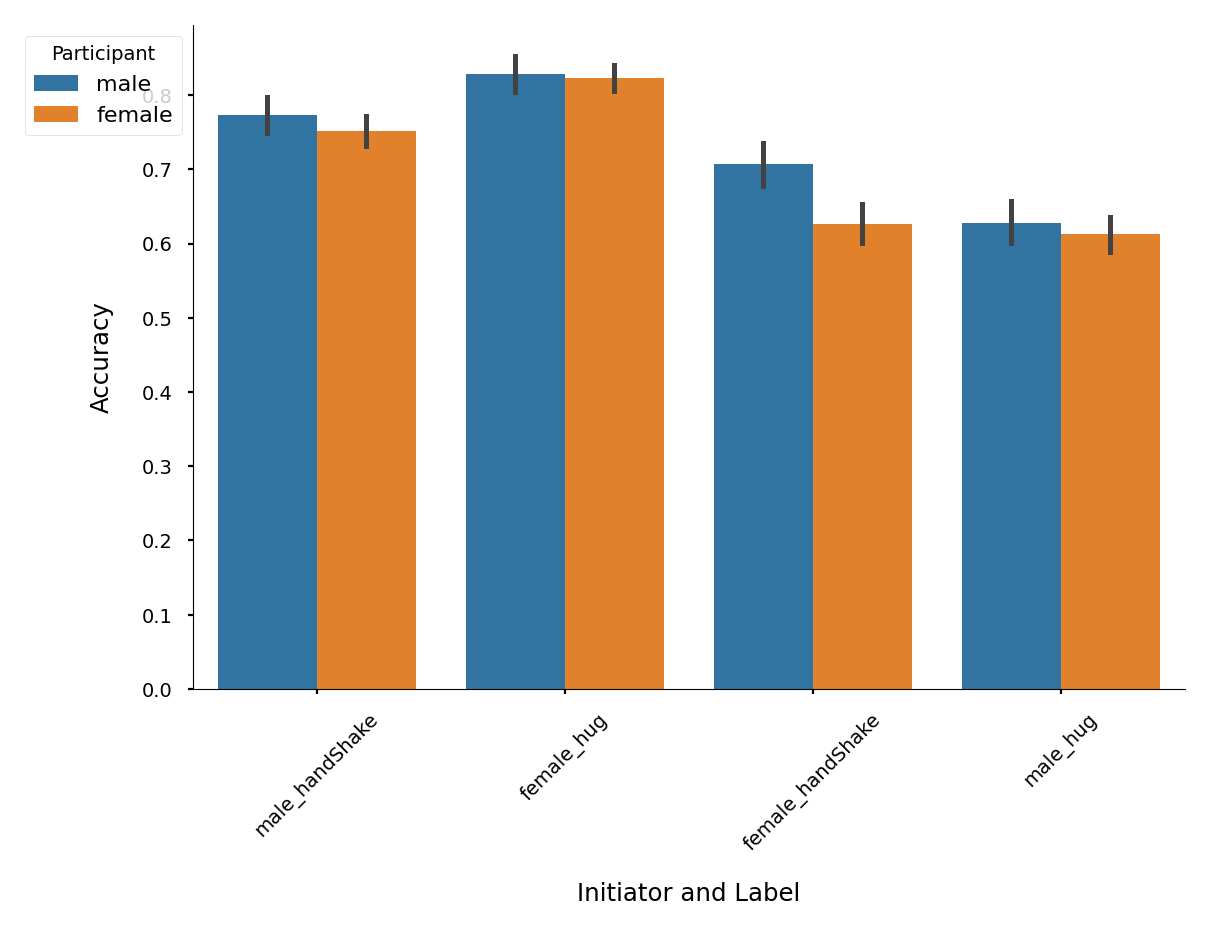 Participant
male
female
0.8
0.7
0.6
0.5
0.4
0.3
0.2
0.1
0.0
Accuracy
male_handShake
female_hug
female_handShake
male_hug
Initiator and Label